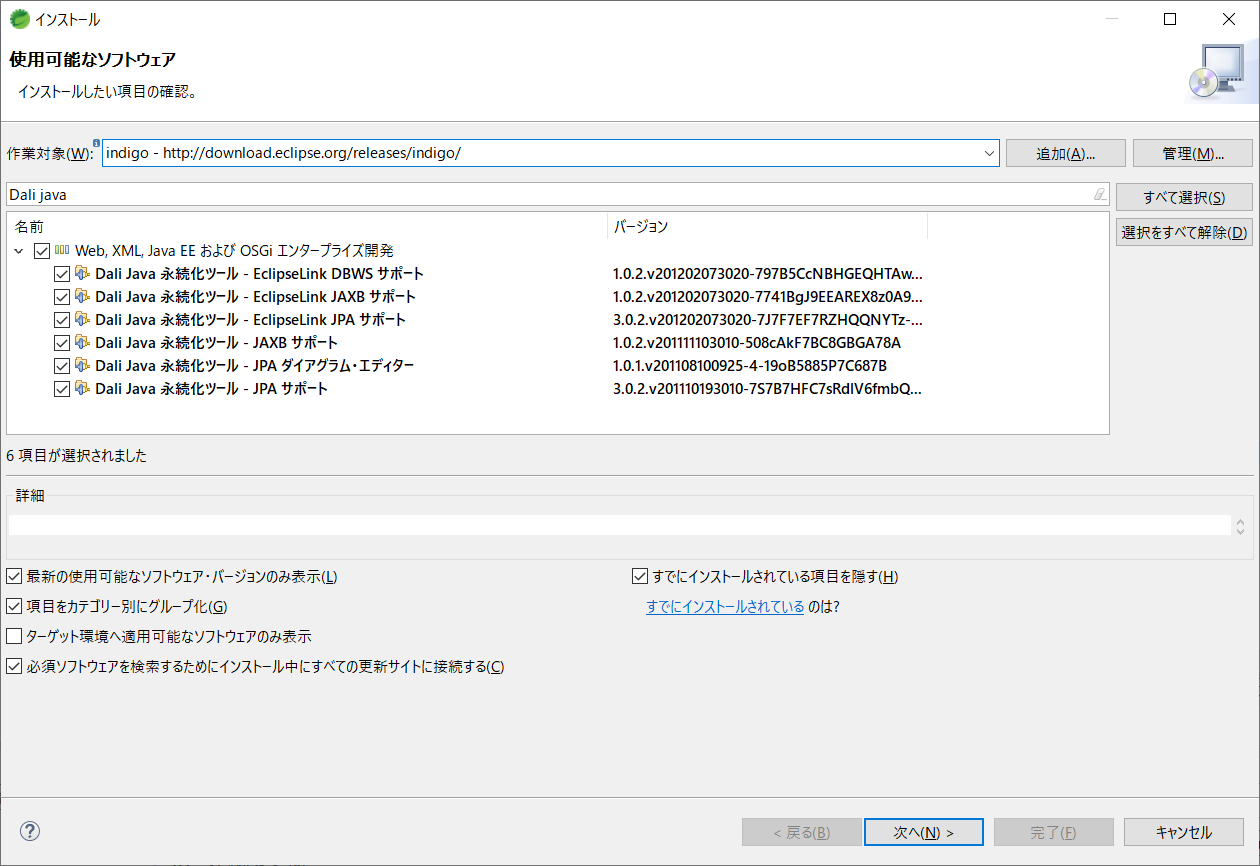 インストール
使用可能なソフトウェア
インストールしたい項目の確認。
作業対象(W): indigo - http://download.eclipse.org/releases/indigo/ 追加(A)... 管理(M)...
Dali java すべて選択(S)
選択をすべて解除(D)
名前 バージョン
Web, XML, Java EE および OSGi エンタープライズ開発
Dali Java 永続化ツール - EclipseLink DBWS サポート 1.0.2.v201202073020-797B5CcNBHGEQHTAw...
Dali Java 永続化ツール - EclipseLink JAXB サポート 1.0.2.v201202073020-7741BgJ9EEAREX8z0A9...
Dali Java 永続化ツール - EclipseLink JPA サポート 3.0.2.v201202073020-7J7F7EF7RZHQQNYTz-...
Dali Java 永続化ツール - JAXB サポート 1.0.2.v201111103010-508cAkF7BC8GBGA78A
Dali Java 永続化ツール - JPA ダイアグラム・エディター 1.0.1.v201108100925-4-19oB5885P7C687B
Dali Java 永続化ツール - JPA サポート 3.0.2.v201110193010-7S7B7HFC7sRdIV6fmbQ...
6 項目が選択されました
詳細
最新の使用可能なソフトウェア・バージョンのみ表示(L) すでにインストールされている項目を隠す(H)
項目をカテゴリー別にグループ化(G) すでにインストールされている のは?
ターゲット環境へ適用可能なソフトウェアのみ表示
必須ソフトウェアを検索するためにインストール中にすべての更新サイトに接続する(C)
< 戻る(B) 次へ(N) > 完了(F) キャンセル